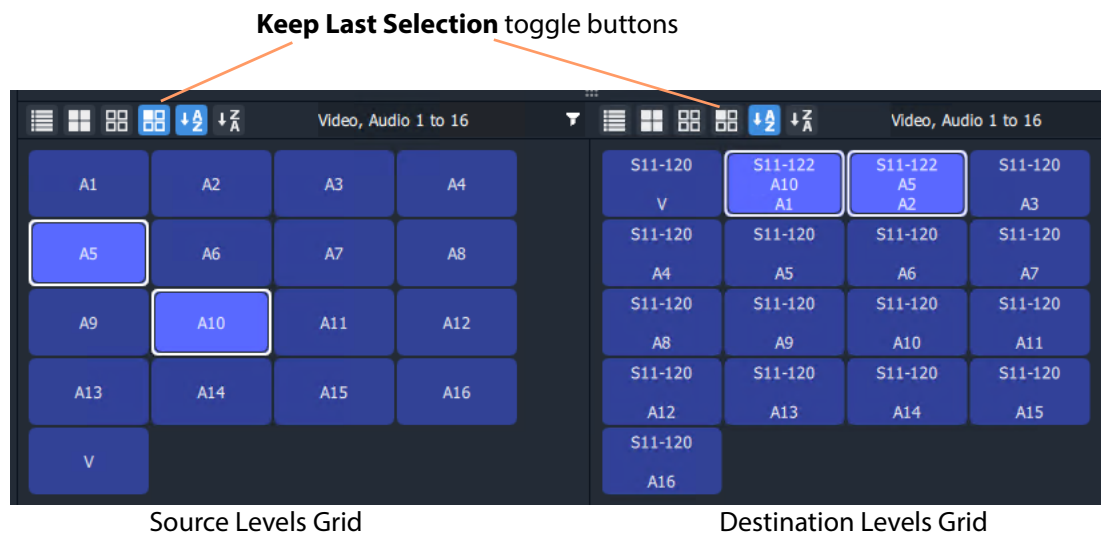 Keep Last Selection toggle buttons
Video, Audio 1 to 16
Video, Audio 1 to 16
A1
A2
A3
A4
A5
A6
A7
A8
A9
A10
A11
A12
A13
A14
A15
A16
V
S11-120
V
S11-122
A10
A1
S11-122
A5
A2
S11-120
A3
S11-120
A4
S11-120
A5
S11-120
A6
S11-120
A7
S11-120
A8
S11-120
A9
S11-120
A10
S11-120
A11
S11-120
A12
S11-120
A13
S11-120
A14
S11-120
A15
S11-120
A16
Source Levels Grid
Destination Levels Grid